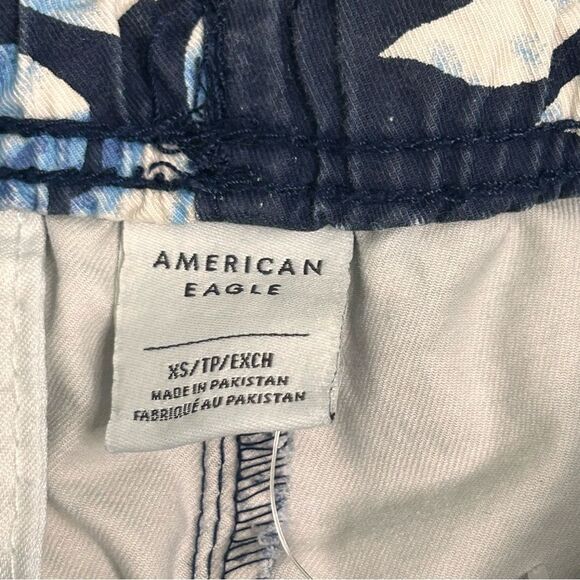 AMERICAN
EAGLE
XS/TP/EXCH
MADE IN PAKISTAN
FABRIQUÉ AU PAKISTAN